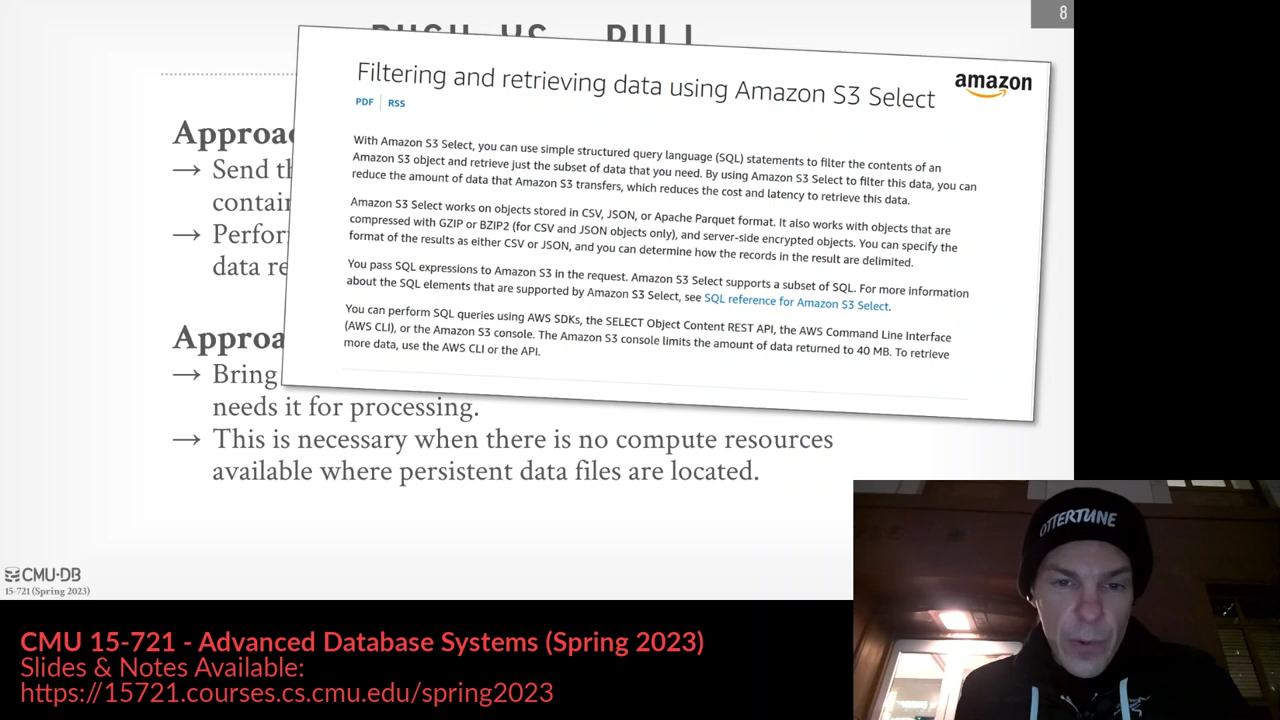 8
PUSH VS. PULL
Filtering and retrieving data using Amazon S3 Select
amazon
PDF
RSS
With Amazon S3 Select, you can use simple structured query language (SQL) statements to filter the contents of an
Amazon S3 object and retrieve just the subset of data that you need. By using Amazon S3 Select to filter this data, you can
reduce the amount of data that Amazon S3 transfers, which reduces the cost and latency to retrieve this data.
Amazon S3 Select works on objects stored in CSV, JSON, or Apache Parquet format. It also works with objects that are
compressed with GZIP or BZIP2 (for CSV and JSON objects only), and server-side encrypted objects. You can specify the
format of the results as either CSV or JSON, and you can determine how the records in the result are delimited.
You pass SQL expressions to Amazon S3 in the request. Amazon S3 Select supports a subset of SQL. For more information
about the SQL elements that are supported by Amazon S3 Select, see SQL reference for Amazon S3 Select.
You can perform SQL queries using AWS SDKs, the SELECT Object Content REST API, the AWS Command Line Interface
(AWS CLI), or the Amazon S3 console. The Amazon S3 console limits the amount of data returned to 40 MB. To retrieve
more data, use the AWS CLI or the API.
Approa
→ Send th
contain
→ Perfor
data re
Approa
→ Bring
needs it for processing.
→ This is necessary when there is no compute resources
available where persistent data files are located.
CMU·DB
15-721 (Spring 2023)
OTTERTUNE
CMU 15-721 - Advanced Database Systems (Spring 2023)
Slides & Notes Available:
https://15721.courses.cs.cmu.edu/spring2023